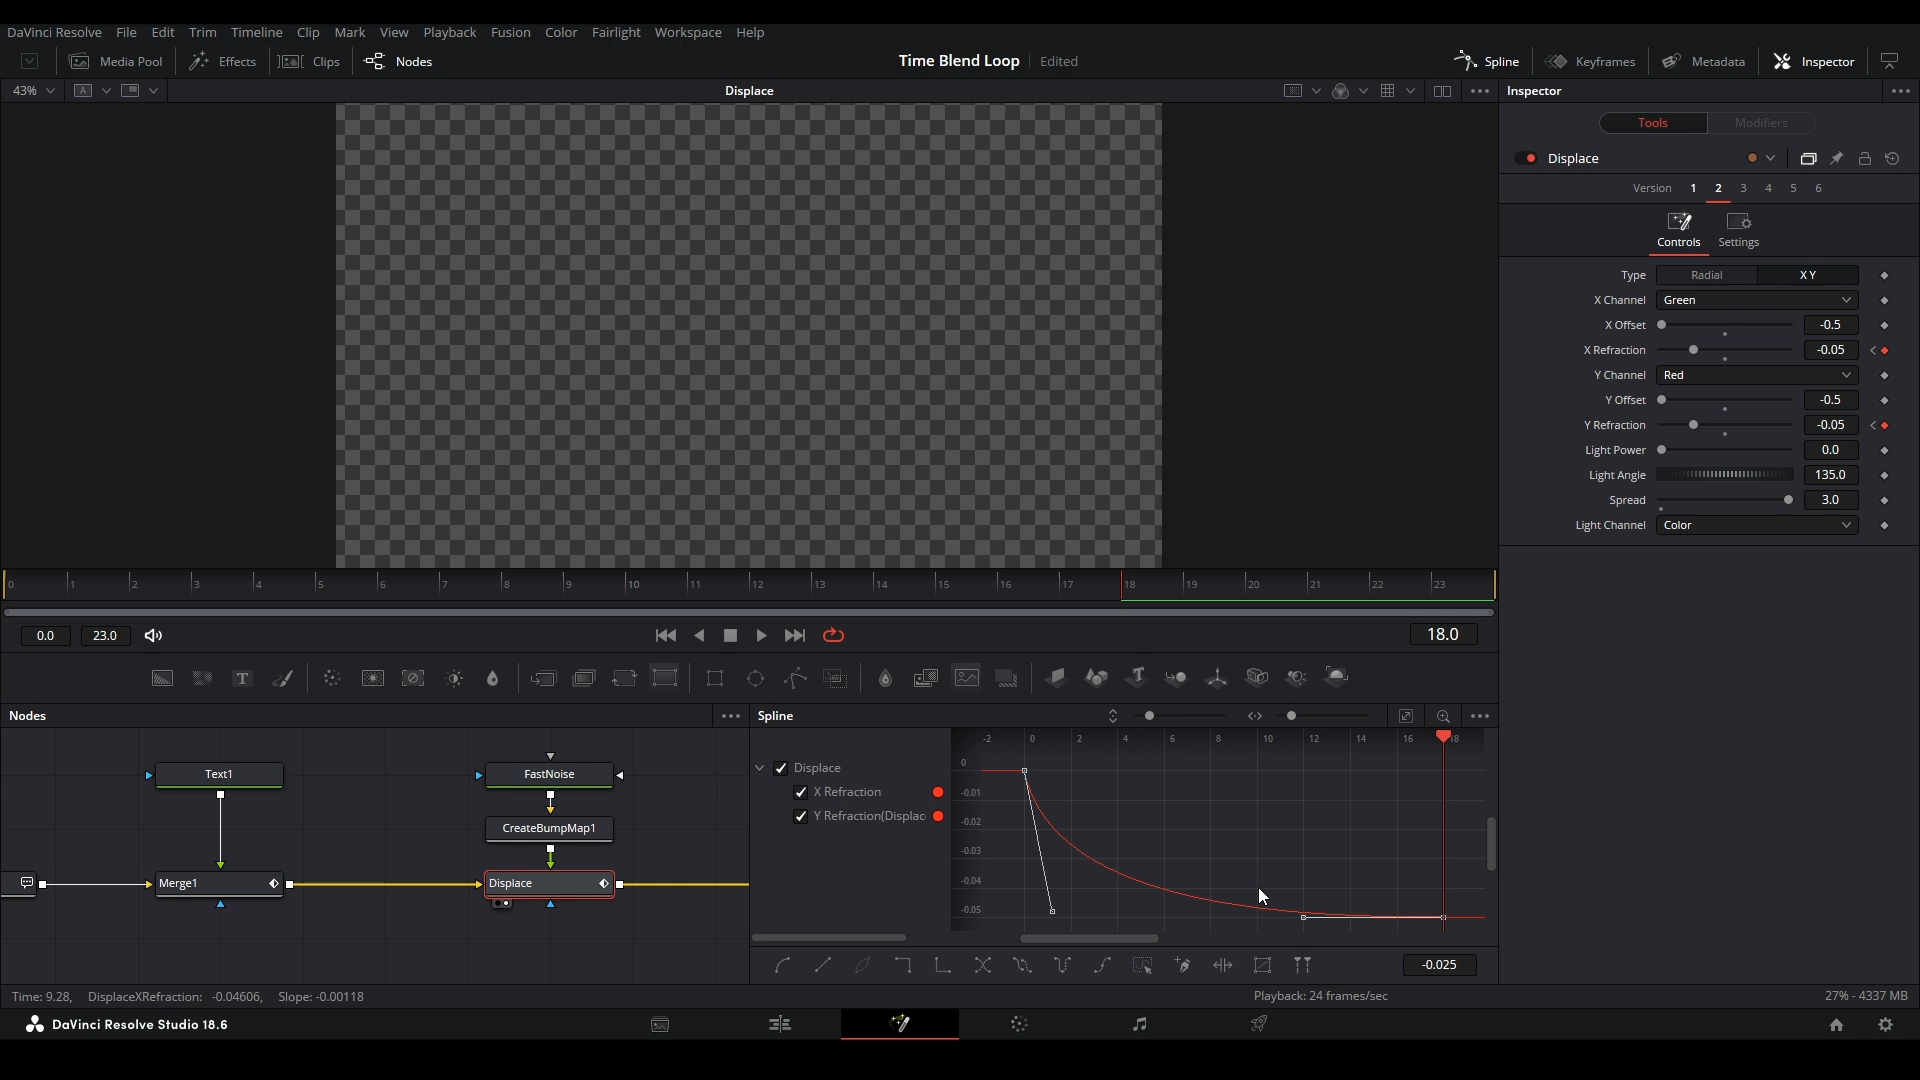 DaVinci Resolve File Edit Trim Timeline Clip Mark View Playback Fusion Color Fairlight Workspace Help
Media Pool Effects Clips Nodes Time Blend Loop Edited Spline Keyframes Metadata Inspector
43% A Displace Inspector
Tools Modifiers
Displace
Version 1 2 3 4 5 6
Controls Settings
Type Radial X Y
X Channel Green
X Offset -0.5
X Refraction -0.05
Y Channel Red
Y Offset -0.5
Y Refraction -0.05
Light Power 0.0
Light Angle 135.0
Spread 3.0
Light Channel Color
0 1 2 3 4 5 6 7 8 9 10 11 12 13 14 15 16 17 18 19 20 21 22 23
0.0 23.0 18.0
Nodes Spline
-2 0 2 4 6 8 10 12 14 16 18
Text1 FastNoise
CreateBumpMap1
Merge1 Displace
Displace
X Refraction
Y Refraction(Displac
0
-0.01
-0.02
-0.03
-0.04
-0.05
-0.025
Time: 9.28, DisplaceXRefraction: -0.04606, Slope: -0.00118 Playback: 24 frames/sec 27% - 4337 MB
DaVinci Resolve Studio 18.6